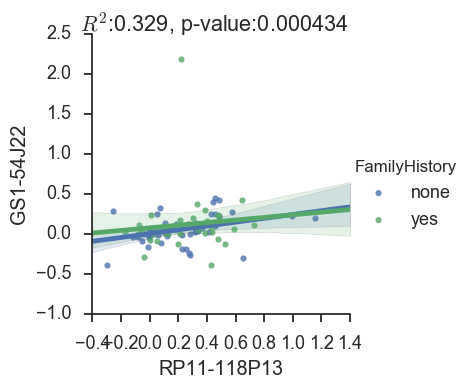 R²:0.329, p-value:0.000434
2.5
2.0
1.5
1.0
0.5
0.0
−0.5
−1.0
GS1-54J22
−0.4−0.20.0 0.2 0.4 0.6 0.8 1.0 1.2 1.4
RP11-118P13
FamilyHistory
none
yes